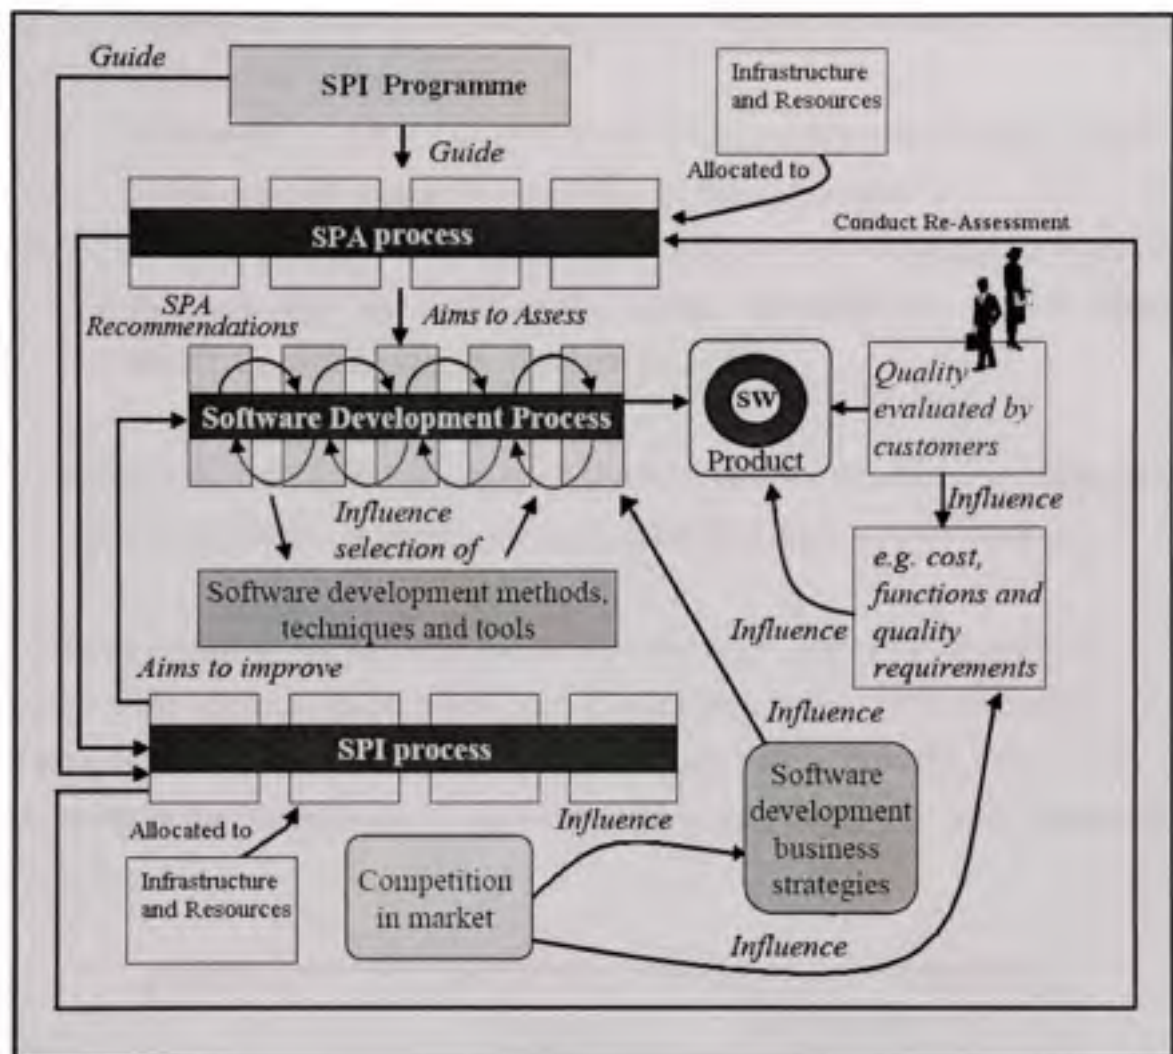 Guide
SPI Programme
Infrastructure
and Resources
Guide
Allocated to
SPA process
Conduct Re-Assessment
SPA
Recommendations
Aims to Assess
Software Development Process
SW
Product
Quality
evaluated by
customers
Influence
Influence
selection of
e.g. cost,
functions and
quality
requirements
Software development methods,
techniques and tools
Influence
Aims to improve
Influence
SPI process
Software
development
business
strategies
Influence
Allocated to
Infrastructure
and Resources
Competition
in market
Influence